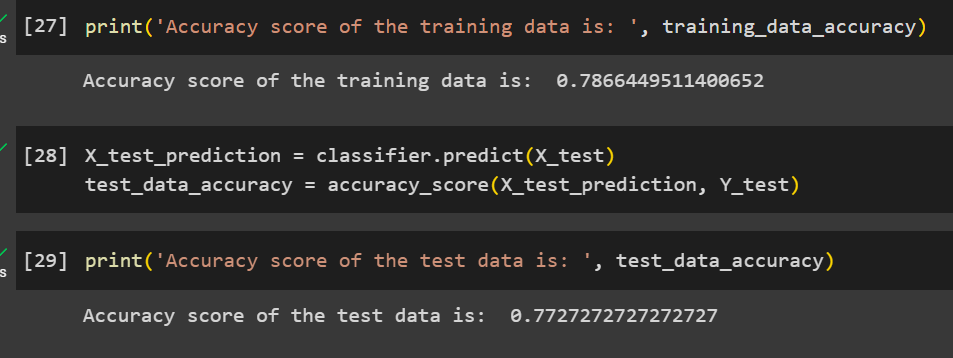 [27] print('Accuracy score of the training data is: ', training_data_accuracy)
s
Accuracy score of the training data is:  0.7866449511400652
[28] X_test_prediction = classifier.predict(X_test)
test_data_accuracy = accuracy_score(X_test_prediction, Y_test)
[29] print('Accuracy score of the test data is: ', test_data_accuracy)
s
Accuracy score of the test data is:  0.7727272727272727